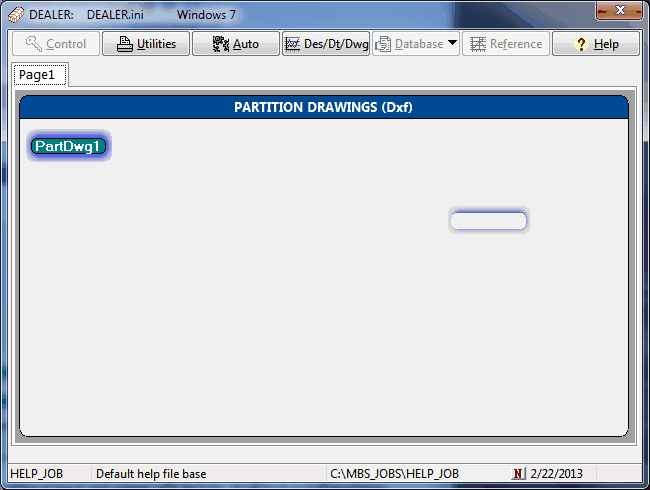 DEALER: DEALER.ini Windows 7
Control Utilities Auto Des/Dt/Dwg Database Reference Help
Page1
PARTITION DRAWINGS (Dxf)
PartDwg1
HELP_JOB Default help file base C:\MBS_JOBS\HELP_JOB N 2/22/2013